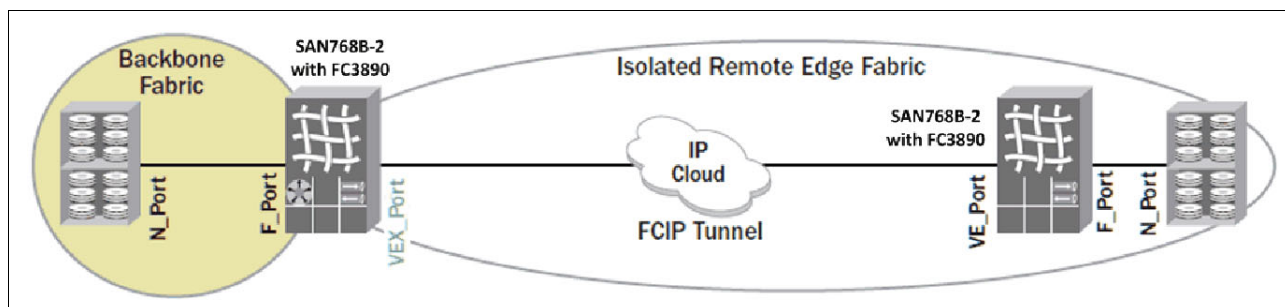 SAN768B-2
with FC3890
Backbone
Fabric
Isolated Remote Edge Fabric
SAN768B-2
with FC3890
IP
Cloud
N_Port
F_Port
VEX_Port
FCIP Tunnel
VE_Port
F_Port
N_Port